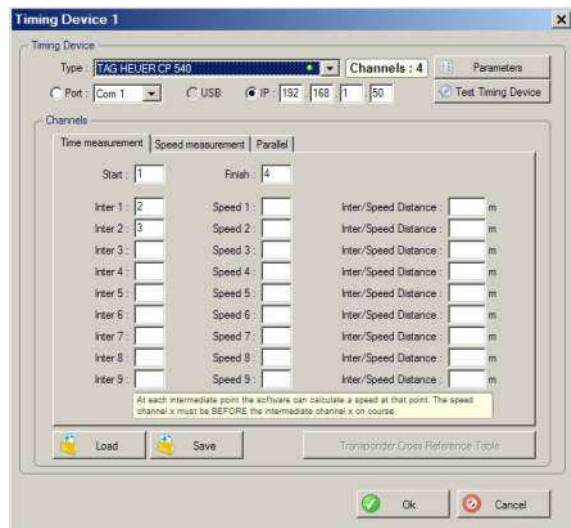 Timing Device 1
Timing Device
Type : TAG HEUER CP 540 Channels : 4 Parameters
Port : Com 1 USB IP : 192 168 1 50 Test Timing Device
Channels
Time measurement Speed measurement Parallel
Start : 1 Finish : 4
Inter 1 : 2 Speed 1 : Inter/Speed Distance : m
Inter 2 : 3 Speed 2 : Inter/Speed Distance : m
Inter 3 : Speed 3 : Inter/Speed Distance : m
Inter 4 : Speed 4 : Inter/Speed Distance : m
Inter 5 : Speed 5 : Inter/Speed Distance : m
Inter 6 : Speed 6 : Inter/Speed Distance : m
Inter 7 : Speed 7 : Inter/Speed Distance : m
Inter 8 : Speed 8 : Inter/Speed Distance : m
Inter 9 : Speed 9 : Inter/Speed Distance : m
At each intermediate point the software can calculate a speed at that point. The speed
channel x must be BEFORE the intermediate channel x on course.
Load Save Transponder Cross Reference Table
Ok Cancel